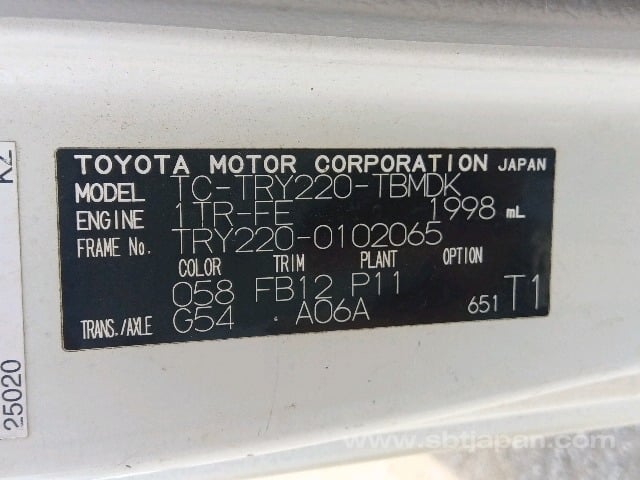 TOYOTA MOTOR CORPORATION JAPAN
MODEL TC-TRY220-TBMDK
ENGINE 1TR-FE 1998 mL
FRAME No. TRY220-0102065
COLOR TRIM PLANT OPTION
058 FB12 P11
TRANS./AXLE G54 A06A 651 T1
KZ
25020
www.sbtjapan.com